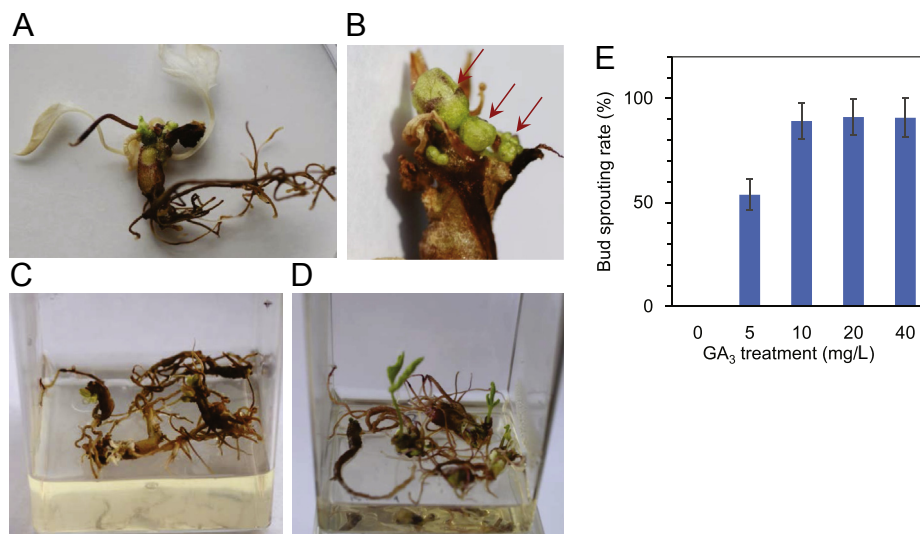 A
B
E
Bud sprouting rate (%)
100
50
0
0 5 10 20 40
GA₃ treatment (mg/L)
C
D